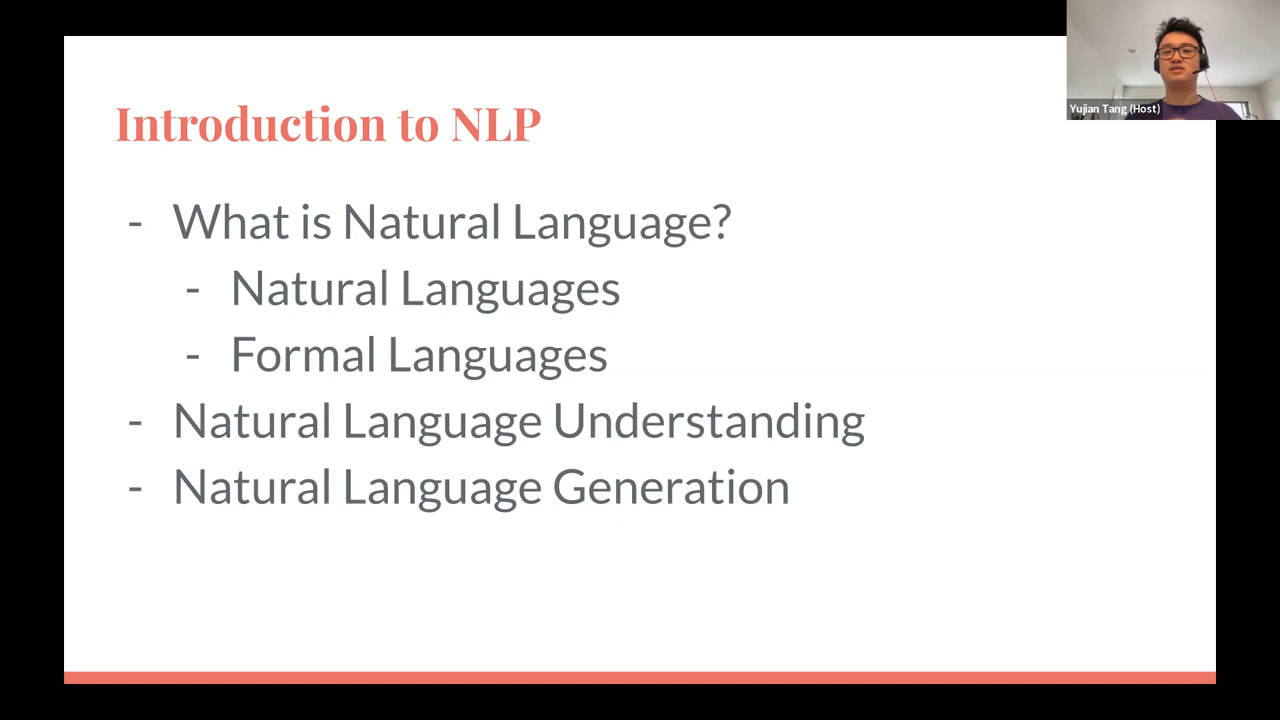 Introduction to NLP
Yujian Tang (Host)
- What is Natural Language?
- Natural Languages
- Formal Languages
- Natural Language Understanding
- Natural Language Generation